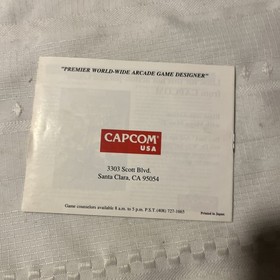 "PREMIER WORLD-WIDE ARCADE GAME DESIGNER"
CAPCOM®
USA
3303 Scott Blvd.
Santa Clara, CA 95054
Game counselors available 8 a.m. to 5 p.m. P.S.T. (408) 727-1665
Printed in Japan